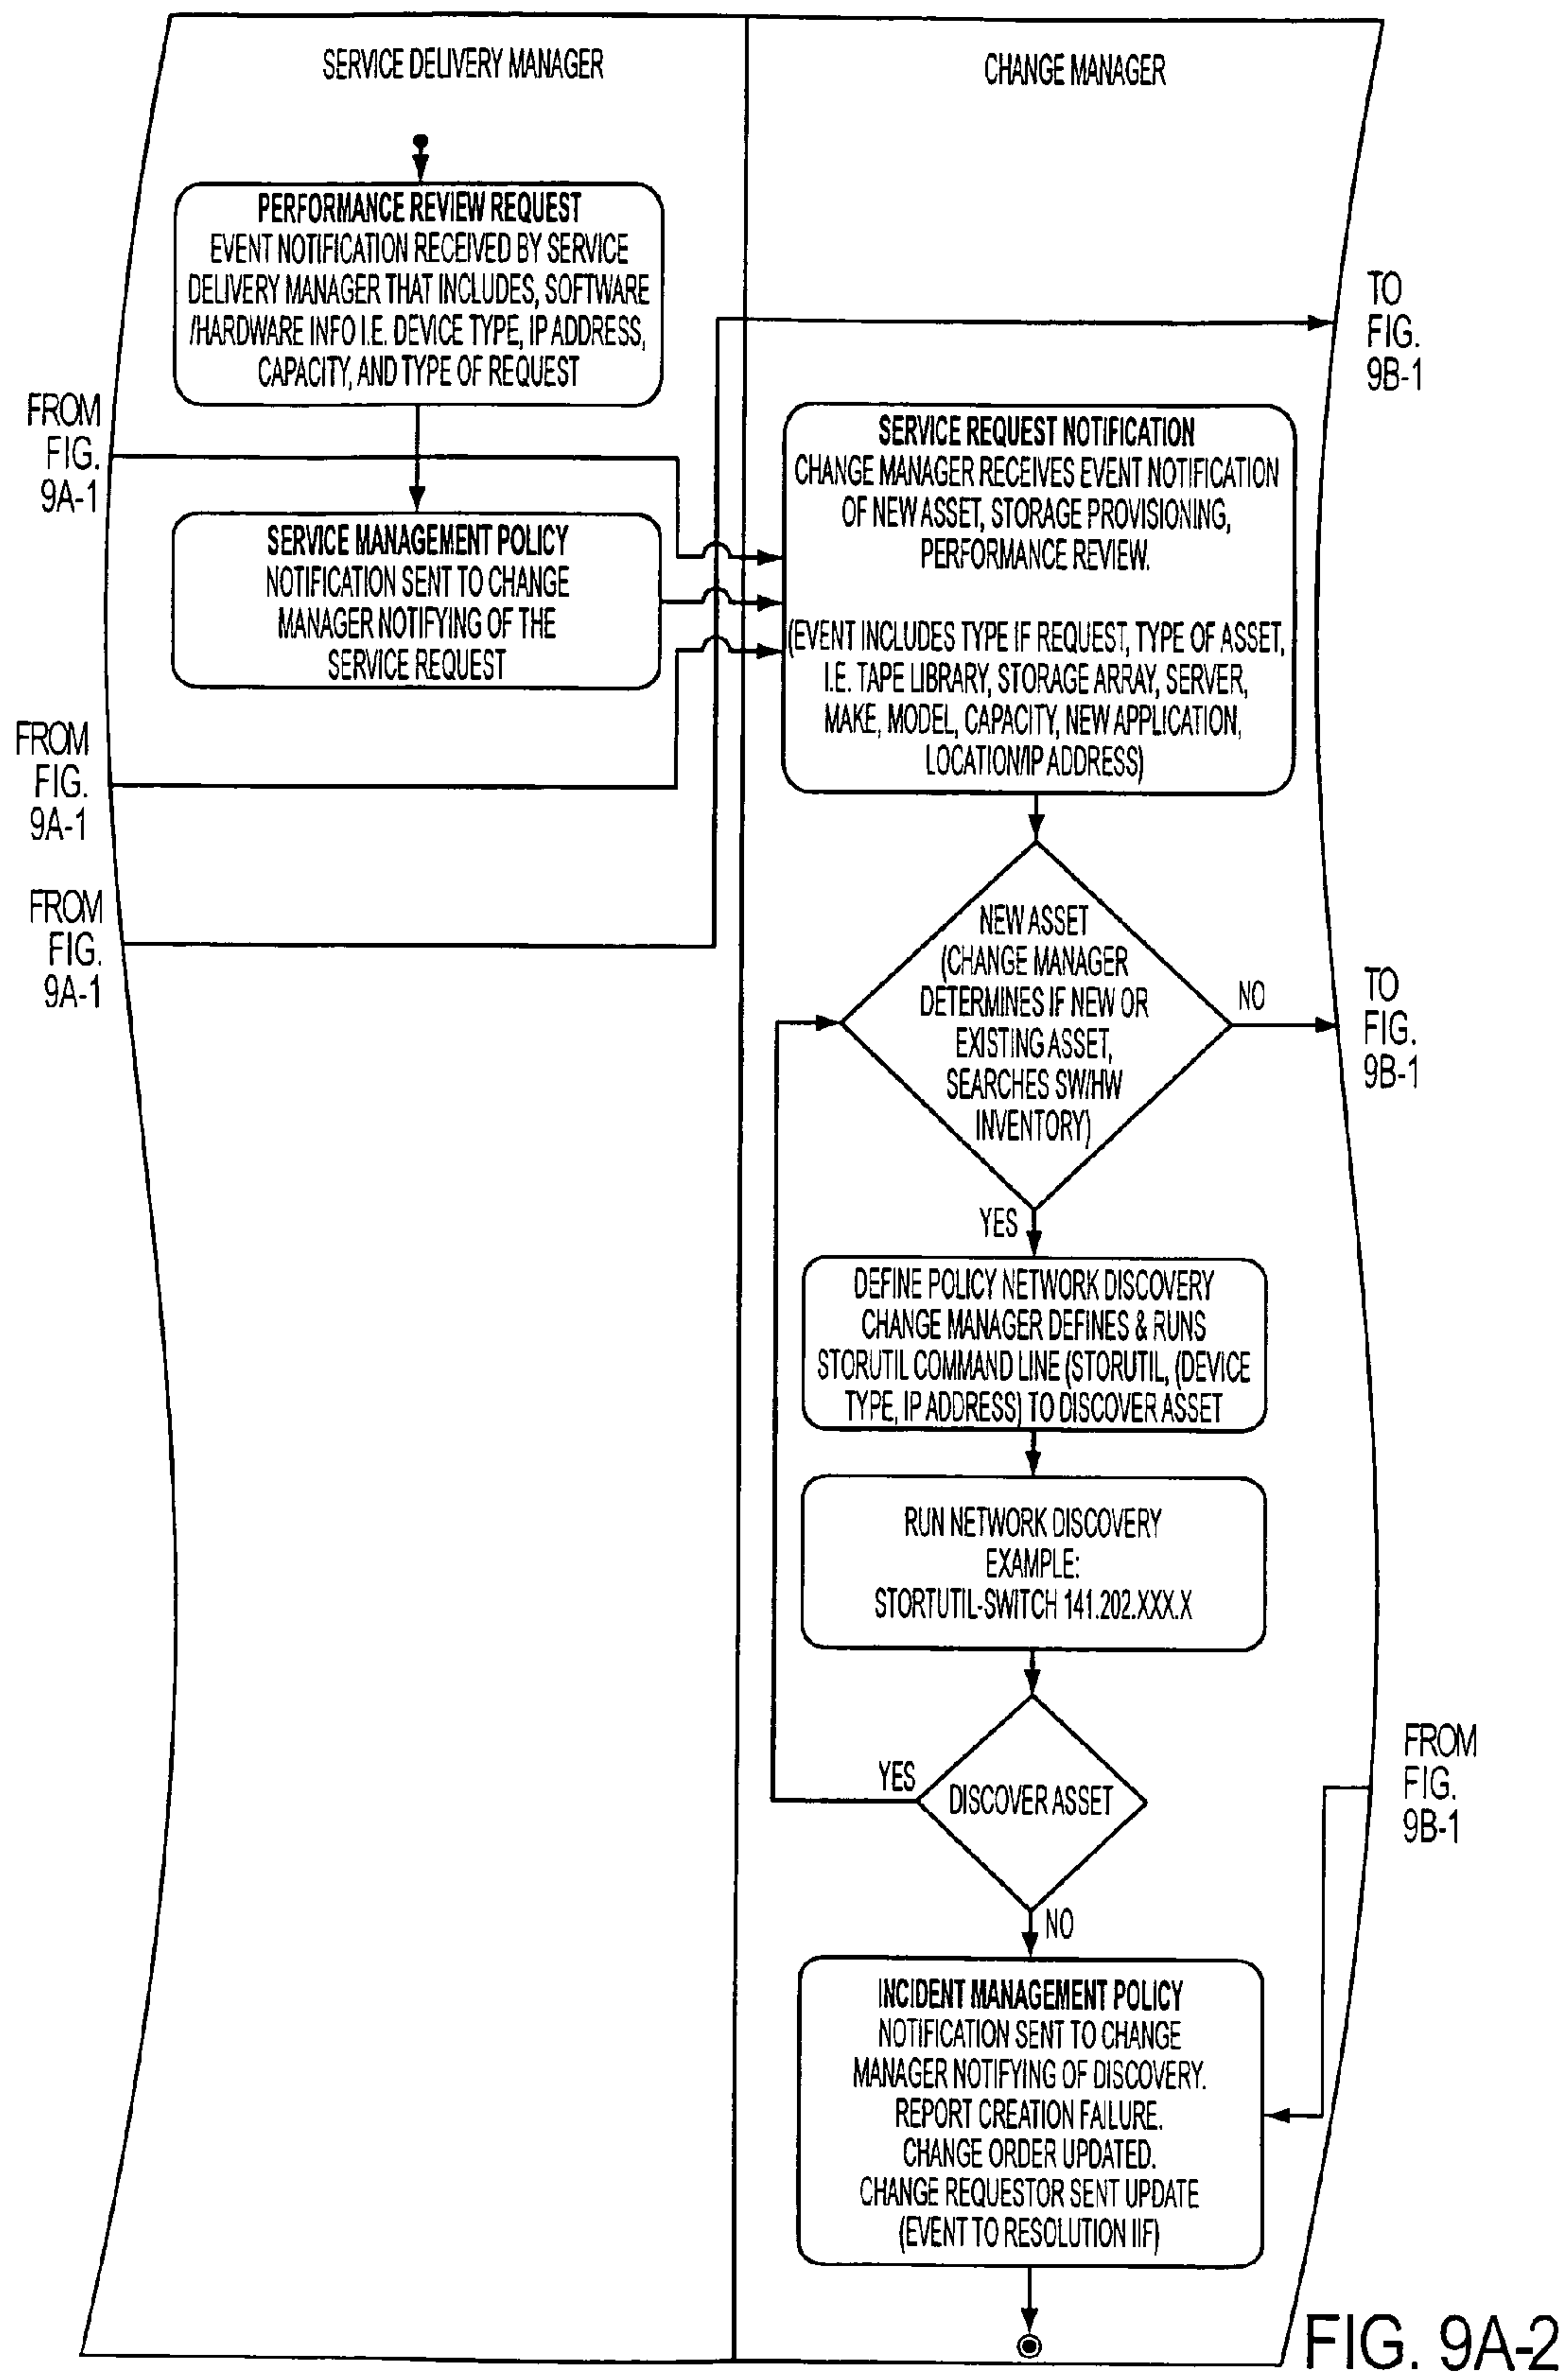 SERVICE DELIVERY MANAGER
CHANGE MANAGER
PERFORMANCE REVIEW REQUEST
EVENT NOTIFICATION RECEIVED BY SERVICE
DELIVERY MANAGER THAT INCLUDES, SOFTWARE
/HARDWARE INFO I.E. DEVICE TYPE, IP ADDRESS,
CAPACITY, AND TYPE OF REQUEST
TO
FIG.
9B-1
FROM
FIG.
9A-1
SERVICE MANAGEMENT POLICY
NOTIFICATION SENT TO CHANGE
MANAGER NOTIFYING OF THE
SERVICE REQUEST
SERVICE REQUEST NOTIFICATION
CHANGE MANAGER RECEIVES EVENT NOTIFICATION
OF NEW ASSET, STORAGE PROVISIONING,
PERFORMANCE REVIEW.
(EVENT INCLUDES TYPE IF REQUEST, TYPE OF ASSET,
I.E. TAPE LIBRARY, STORAGE ARRAY, SERVER,
MAKE, MODEL, CAPACITY, NEW APPLICATION,
LOCATION/IP ADDRESS)
FROM
FIG.
9A-1
FROM
FIG.
9A-1
NEW ASSET
(CHANGE MANAGER
DETERMINES IF NEW OR
EXISTING ASSET,
SEARCHES SW/HW
INVENTORY)
NO
TO
FIG.
9B-1
YES
DEFINE POLICY NETWORK DISCOVERY
CHANGE MANAGER DEFINES & RUNS
STORUTIL COMMAND LINE (STORUTIL, (DEVICE
TYPE, IP ADDRESS) TO DISCOVER ASSET
RUN NETWORK DISCOVERY
EXAMPLE:
STORTUTIL-SWITCH 141.202.XXX.X
YES
DISCOVER ASSET
FROM
FIG.
9B-1
NO
INCIDENT MANAGEMENT POLICY
NOTIFICATION SENT TO CHANGE
MANAGER NOTIFYING OF DISCOVERY.
REPORT CREATION FAILURE.
CHANGE ORDER UPDATED.
CHANGE REQUESTOR SENT UPDATE
(EVENT TO RESOLUTION IIF)
FIG. 9A-2